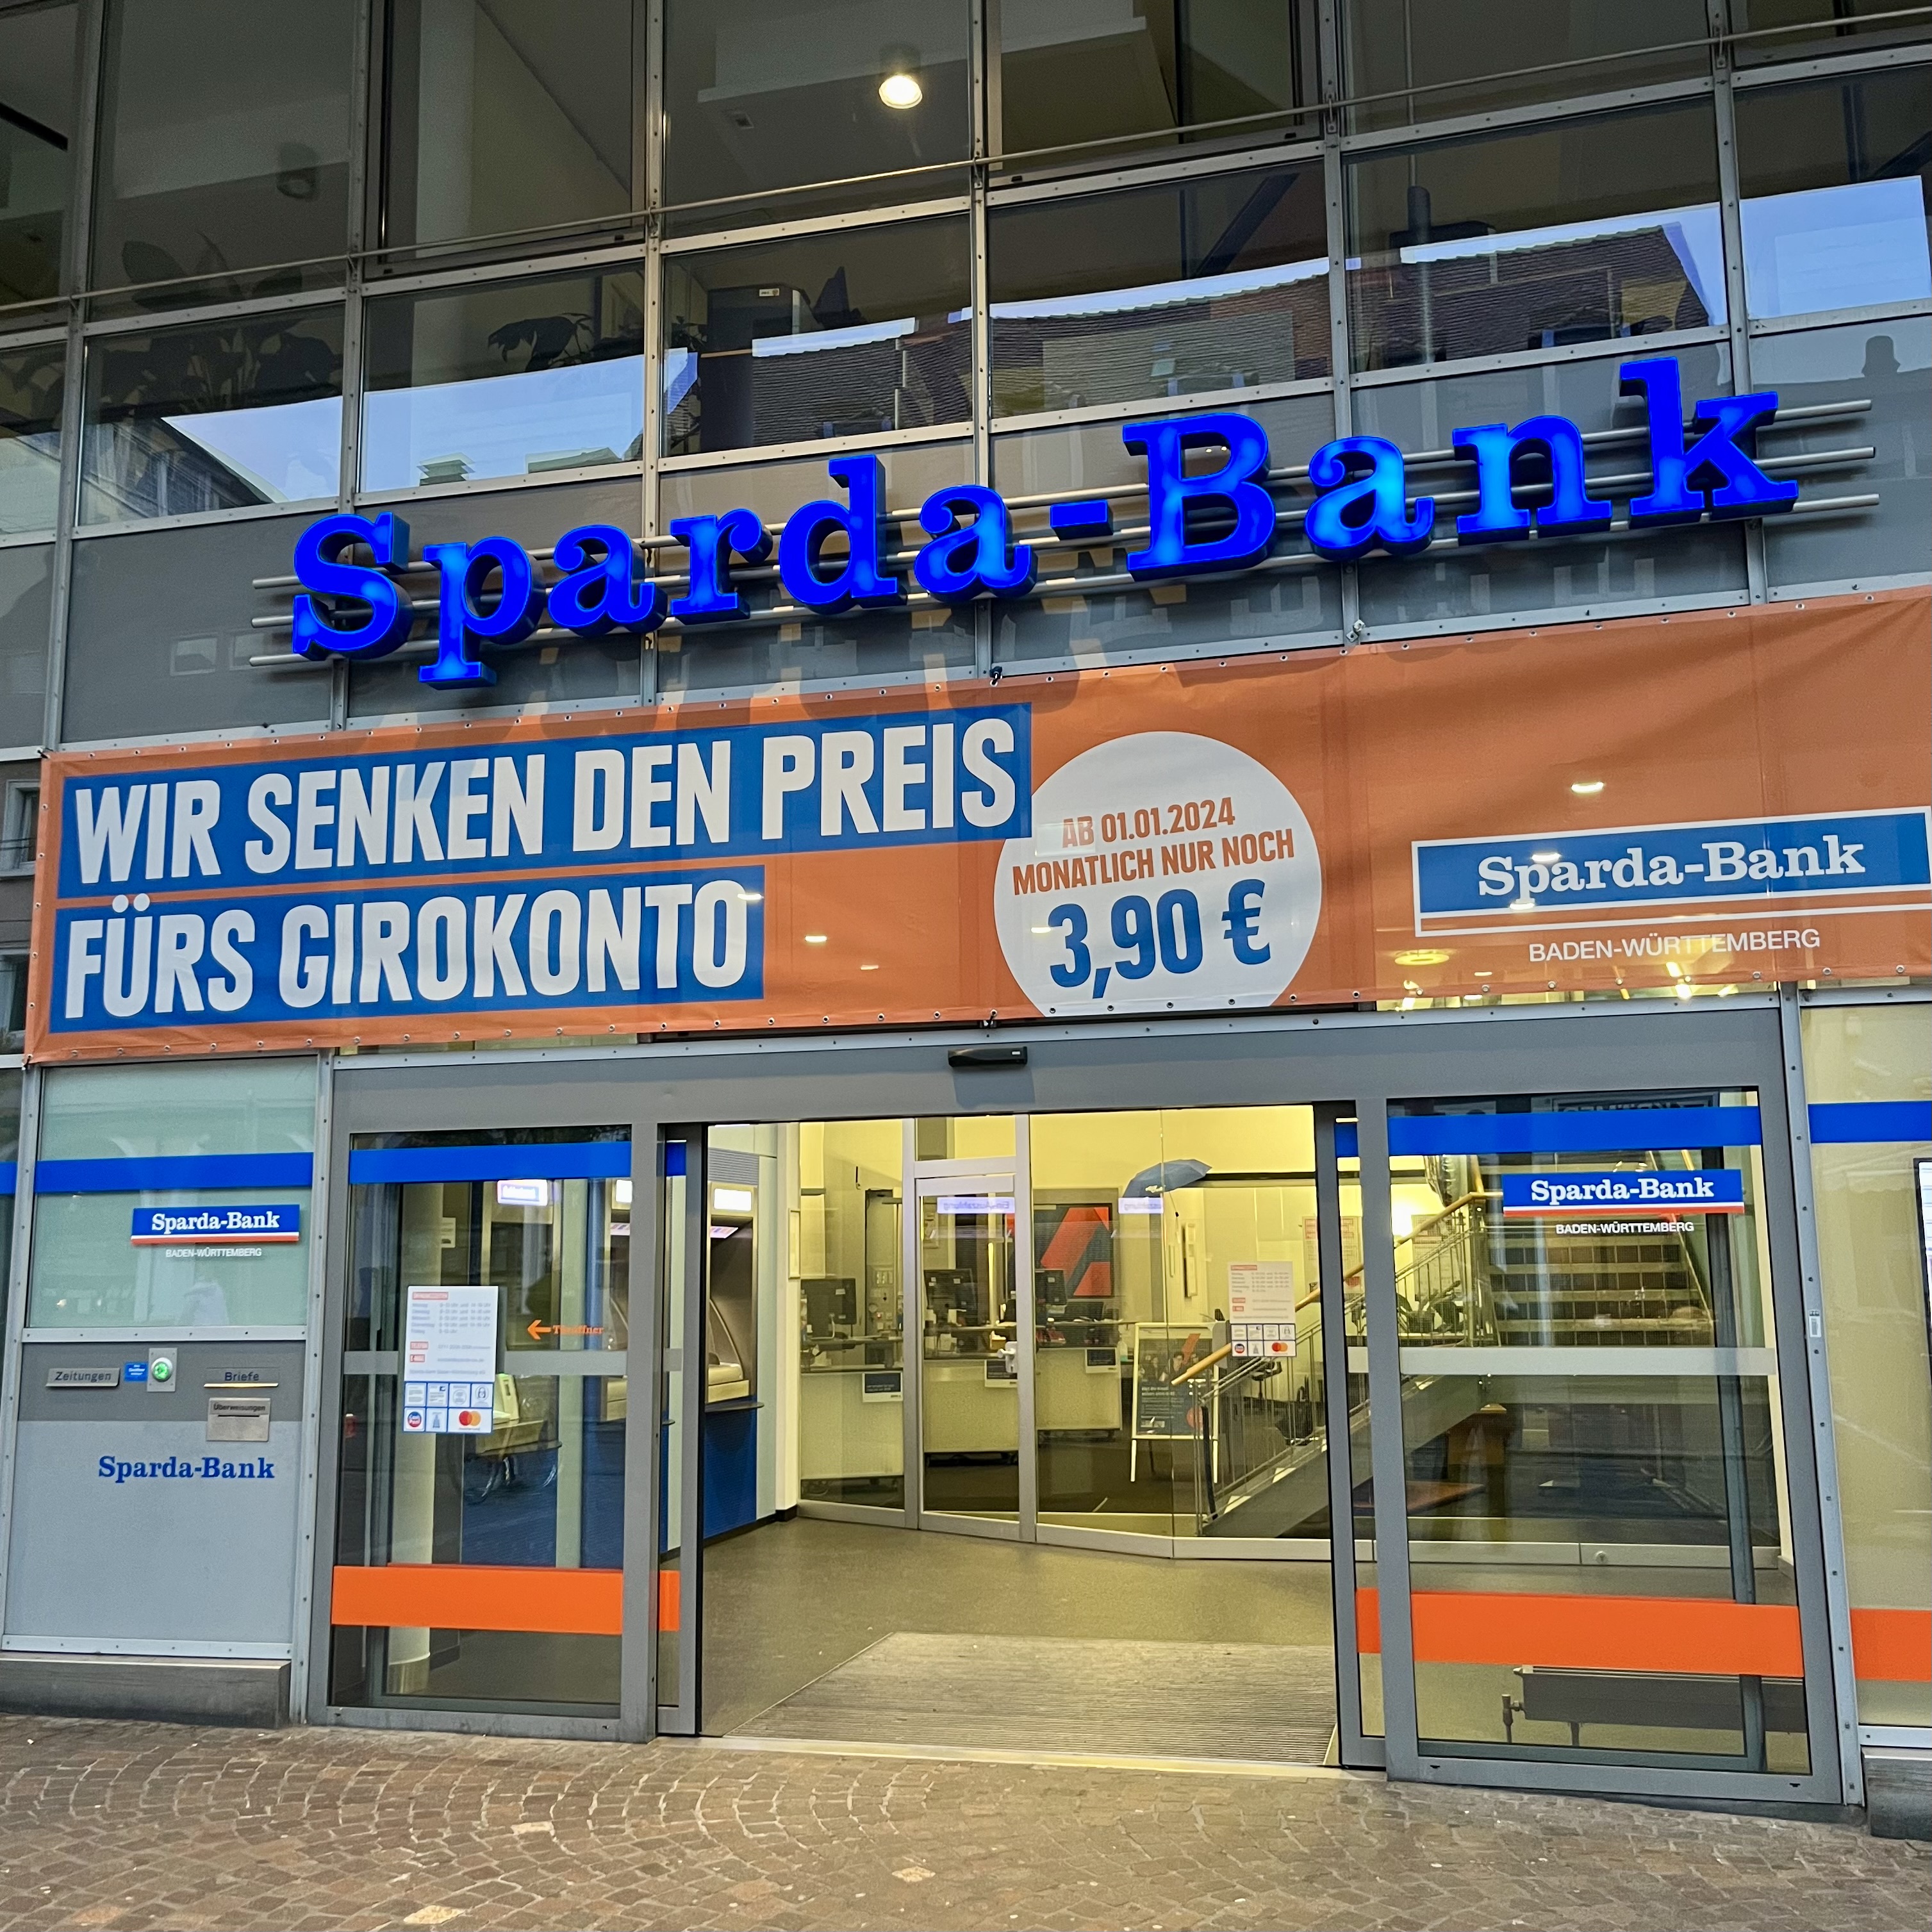 Sparda-Bank
WIR SENKEN DEN PREIS
FÜRS GIROKONTO
AB 01.01.2024
MONATLICH NUR NOCH
3,90 €
Sparda-Bank
BADEN-WÜRTTEMBERG
Sparda-Bank
BADEN-WÜRTTEMBERG
Sparda-Bank
BADEN-WÜRTTEMBERG
Türöffner
Zeitungen
Briefe
Überweisungen
Sparda-Bank